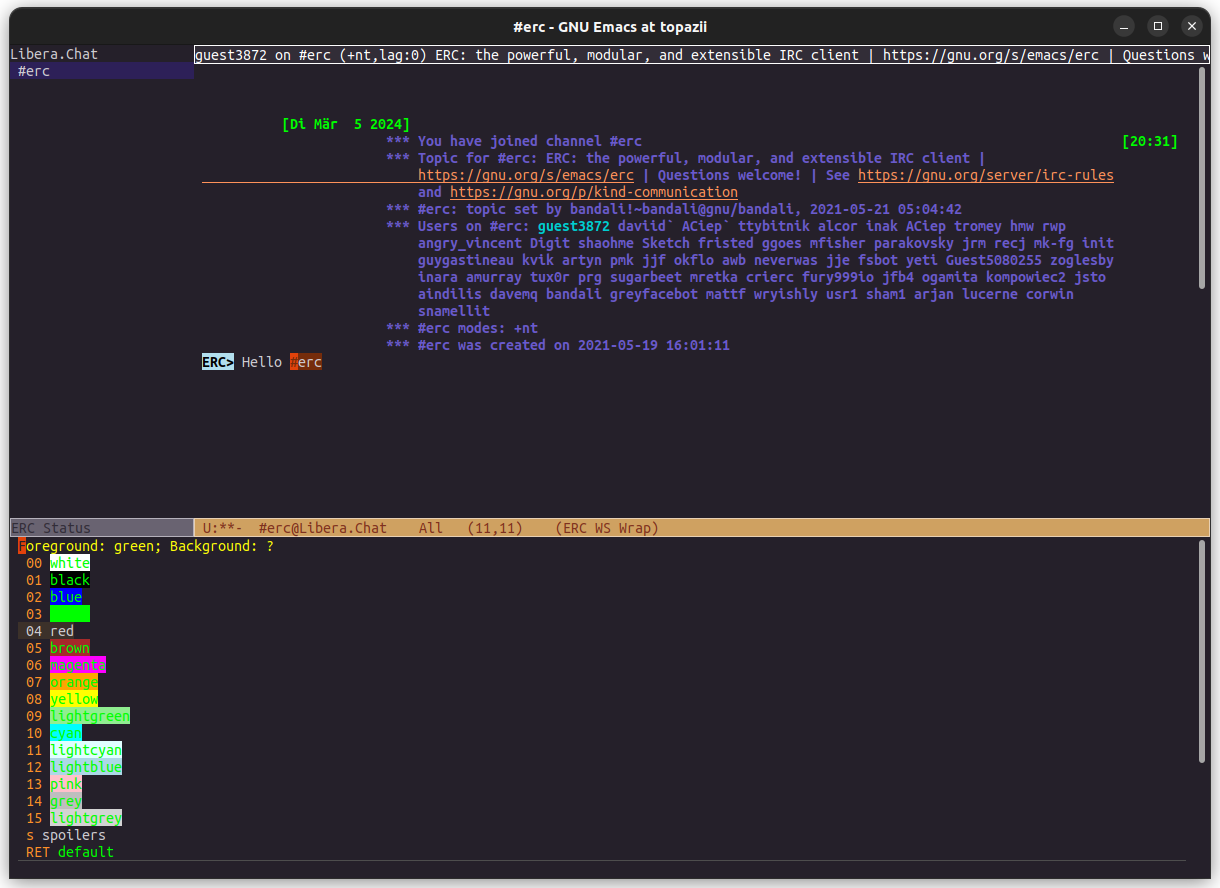 #erc - GNU Emacs at topazii
Libera.Chat
#erc
guest3872 on #erc (+nt,lag:0) ERC: the powerful, modular, and extensible IRC client | https://gnu.org/s/emacs/erc | Questions w
[Di Mär  5 2024]
*** You have joined channel #erc [20:31]
*** Topic for #erc: ERC: the powerful, modular, and extensible IRC client |
https://gnu.org/s/emacs/erc | Questions welcome! | See https://gnu.org/server/irc-rules
and https://gnu.org/p/kind-communication
*** #erc: topic set by bandali!~bandali@gnu/bandali, 2021-05-21 05:04:42
*** Users on #erc: guest3872 daviid` ACiep` ttybitnik alcor inak ACiep tromey hmw rwp
angry_vincent Digit shaohme Sketch fristed ggoes mfisher parakovsky jrm recj mk-fg init
guygastineau kvik artyn pmk jjf okflo awb neverwas jje fsbot yeti Guest5080255 zoglesby
inara amurray tux0r prg sugarbeet mretka crierc fury999io jfb4 ogamita kompowiec2 jsto
aindilis davemq bandali greyfacebot mattf wryishly usr1 sham1 arjan lucerne corwin
snamellit
*** #erc modes: +nt
*** #erc was created on 2021-05-19 16:01:11
ERC> Hello #erc
ERC Status
U:**-  #erc@Libera.Chat    All   (11,11)    (ERC WS Wrap)
Foreground: green; Background: ?
00 white
01 black
02 blue
03
04 red
05 brown
06 magenta
07 orange
08 yellow
09 lightgreen
10 cyan
11 lightcyan
12 lightblue
13 pink
14 grey
15 lightgrey
s spoilers
RET default